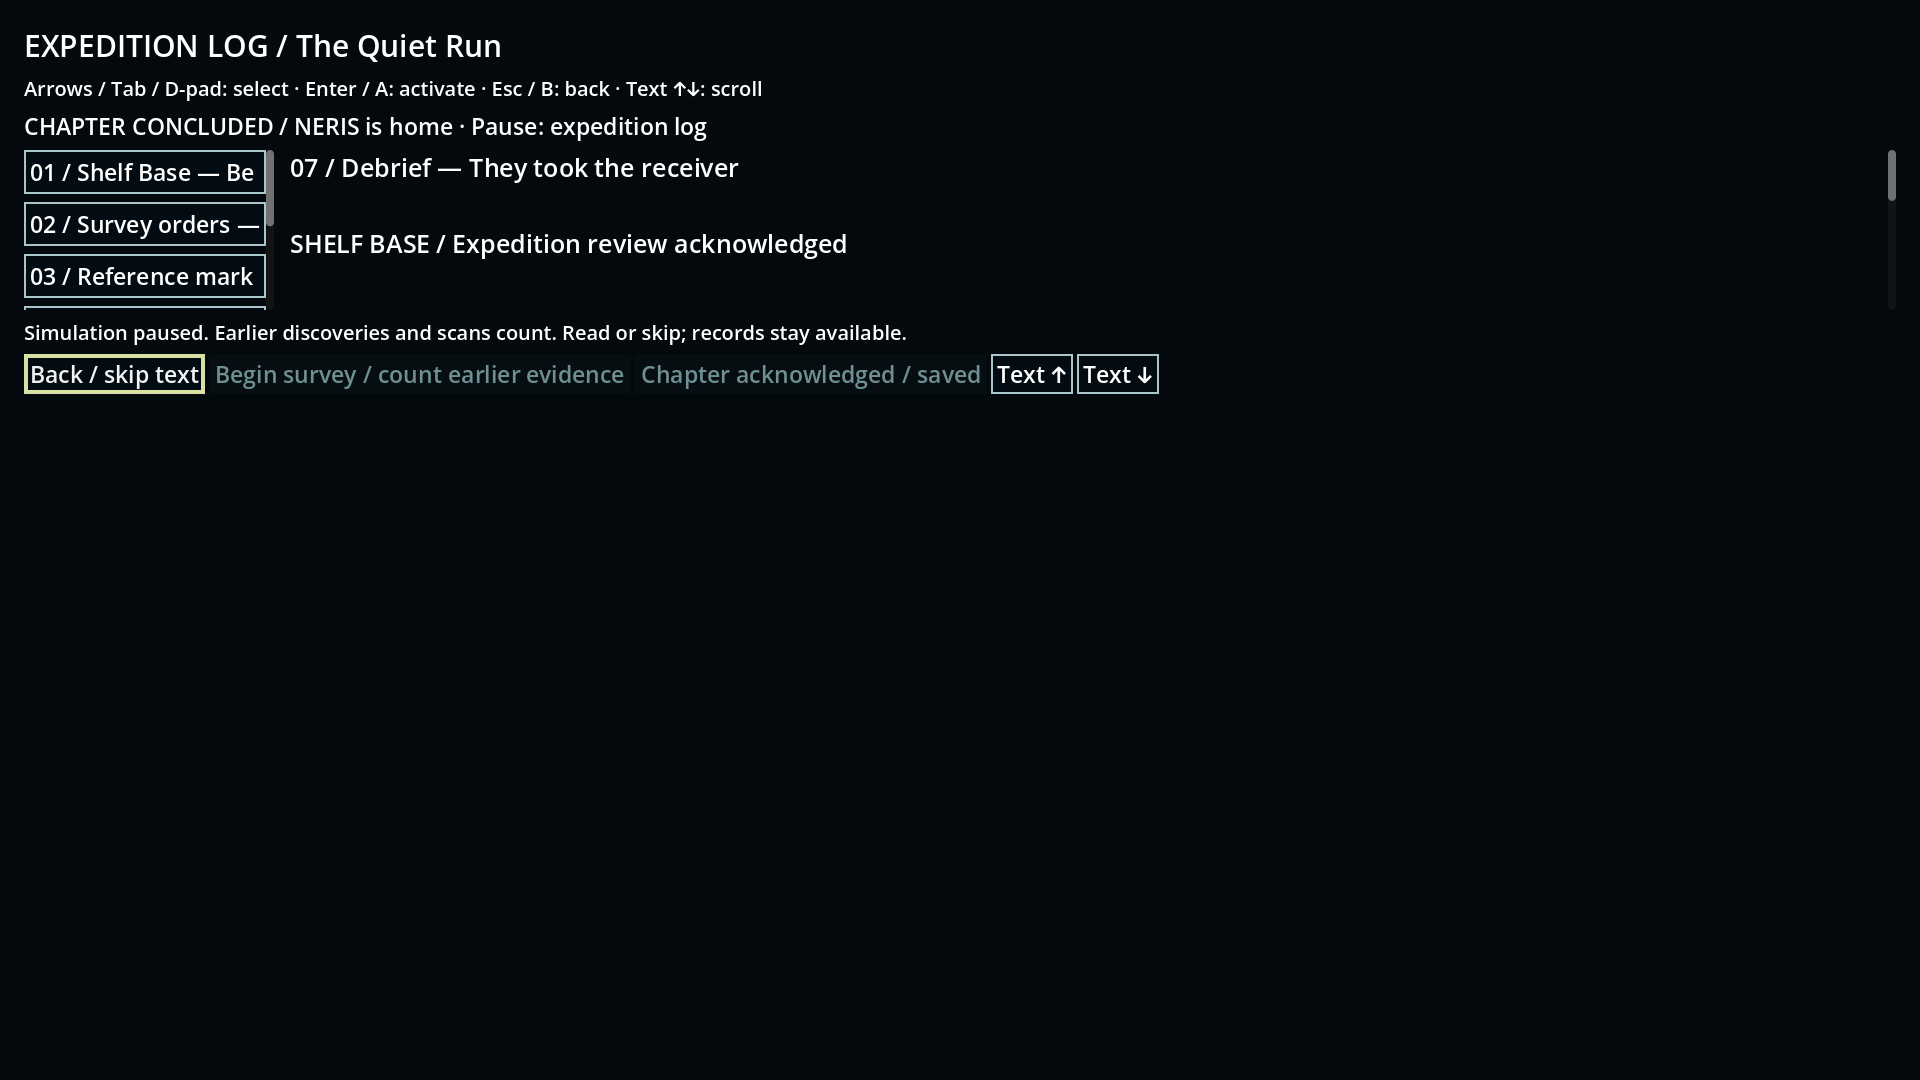 EXPEDITION LOG / The Quiet Run
Arrows / Tab / D-pad: select · Enter / A: activate · Esc / B: back · Text ↑↓: scroll
CHAPTER CONCLUDED / NERIS is home · Pause: expedition log
01 / Shelf Base — Be
02 / Survey orders —
03 / Reference mark
07 / Debrief — They took the receiver
SHELF BASE / Expedition review acknowledged
Simulation paused. Earlier discoveries and scans count. Read or skip; records stay available.
Back / skip text
Begin survey / count earlier evidence
Chapter acknowledged / saved
Text ↑
Text ↓